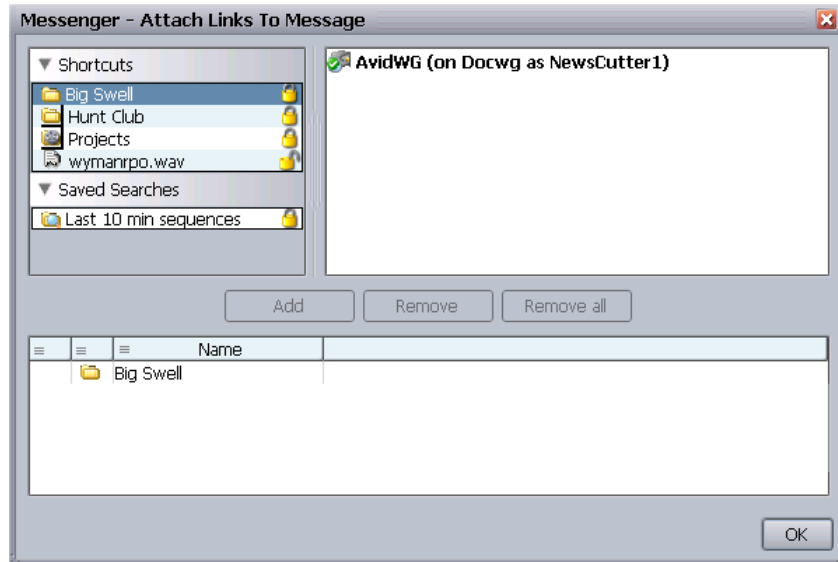 Messenger - Attach Links To Message
Shortcuts
Big Swell
Hunt Club
Projects
wymanrpo.wav
Saved Searches
Last 10 min sequences
AvidWG (on Docwg as NewsCutter1)
Add Remove Remove all
Name
Big Swell
OK